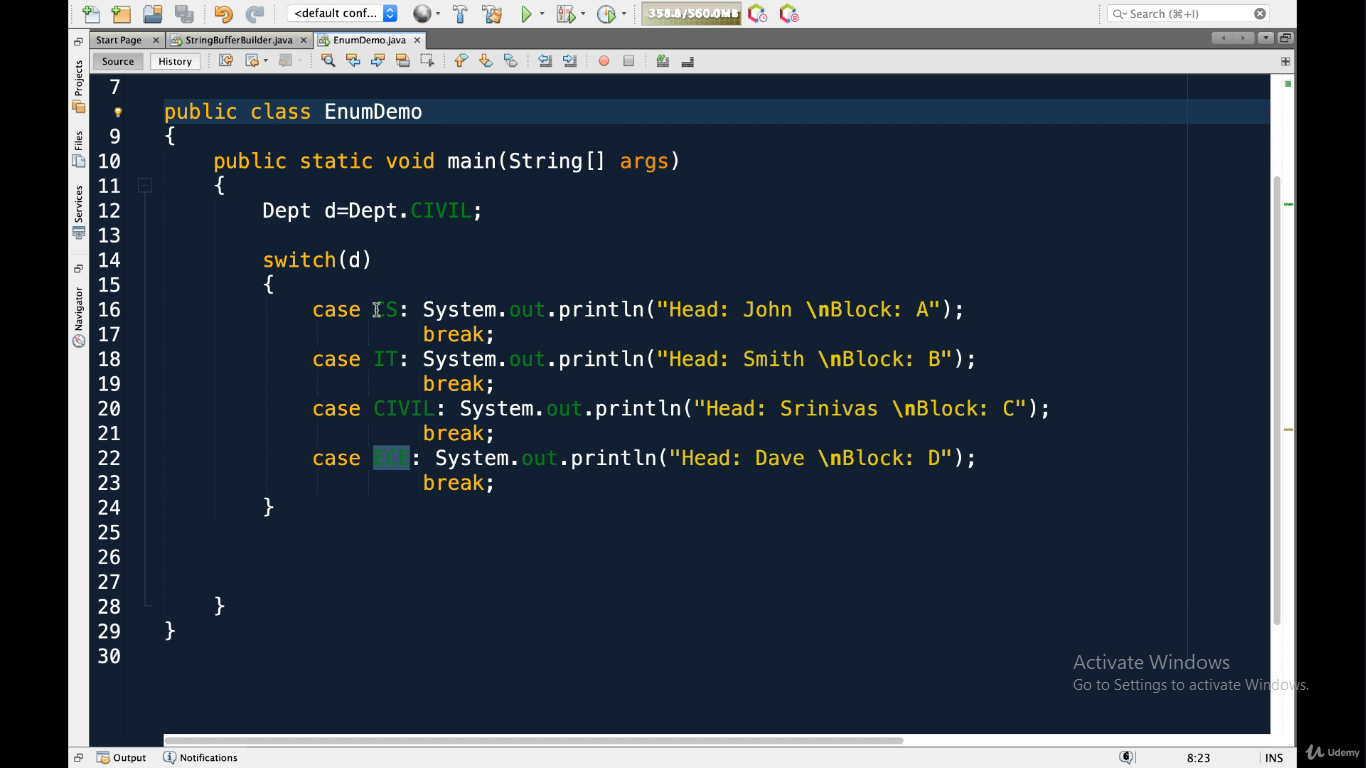 <default conf...
358.8/560.0MB
Search (⌘+I)
Start Page
StringBufferBuilder.java
EnumDemo.java
Source
History
Projects
Files
Services
Navigator
7
public class EnumDemo
9 {
10 public static void main(String[] args)
11 {
12 Dept d=Dept.CIVIL;
13
14 switch(d)
15 {
16 case CS: System.out.println("Head: John \nBlock: A");
17 break;
18 case IT: System.out.println("Head: Smith \nBlock: B");
19 break;
20 case CIVIL: System.out.println("Head: Srinivas \nBlock: C");
21 break;
22 case ECE: System.out.println("Head: Dave \nBlock: D");
23 break;
24 }
25
26
27
28 }
29 }
30
Activate Windows
Go to Settings to activate Windows.
Output
Notifications
6
8:23
INS
Udemy